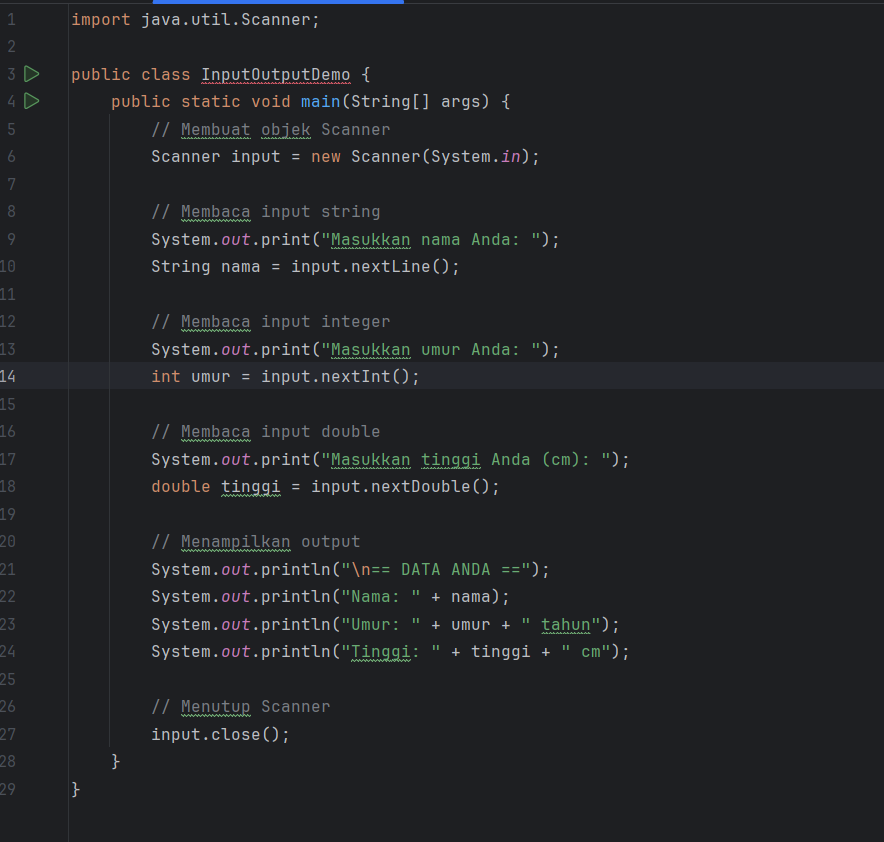 1 import java.util.Scanner;
2
3 public class InputOutputDemo {
4     public static void main(String[] args) {
5         // Membuat objek Scanner
6         Scanner input = new Scanner(System.in);
7
8         // Membaca input string
9         System.out.print("Masukkan nama Anda: ");
10         String nama = input.nextLine();
11
12         // Membaca input integer
13         System.out.print("Masukkan umur Anda: ");
14         int umur = input.nextInt();
15
16         // Membaca input double
17         System.out.print("Masukkan tinggi Anda (cm): ");
18         double tinggi = input.nextDouble();
19
20         // Menampilkan output
21         System.out.println("\n== DATA ANDA ==");
22         System.out.println("Nama: " + nama);
23         System.out.println("Umur: " + umur + " tahun");
24         System.out.println("Tinggi: " + tinggi + " cm");
25
26         // Menutup Scanner
27         input.close();
28     }
29 }